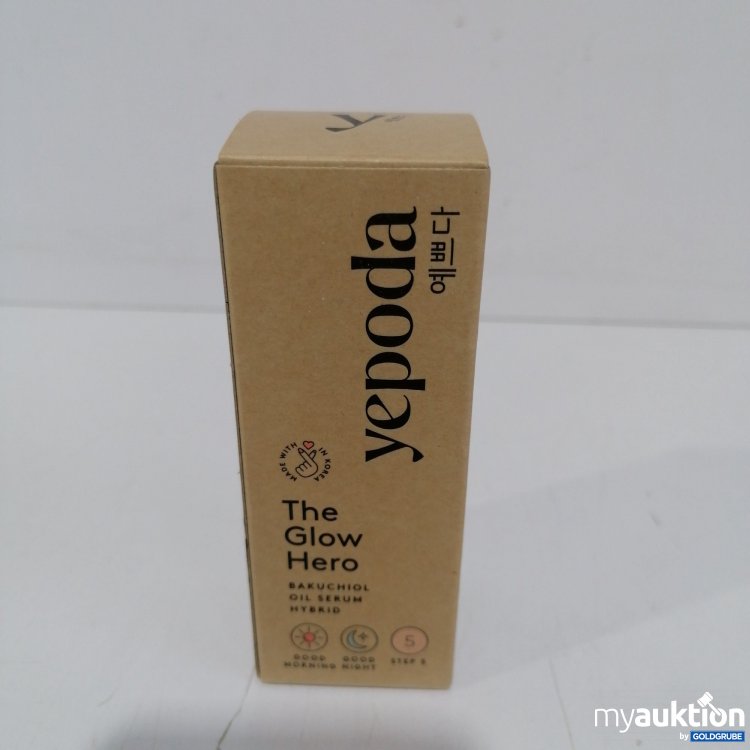 yepoda
예쁘다
MADE WITH
IN KOREA
The
Glow
Hero
BAKUCHIOL
OIL SERUM
HYBRID
5
GOOD
MORNING
GOOD
NIGHT
STEP 5
myauktion
by GOLDGRUBE